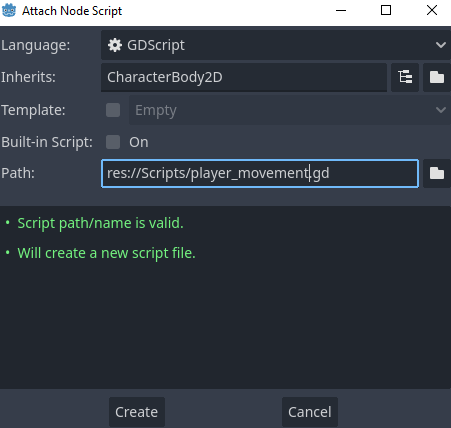 Attach Node Script
Language: GDScript
Inherits: CharacterBody2D
Template: Empty
Built-in Script: On
Path: res://Scripts/player_movement.gd
• Script path/name is valid.
• Will create a new script file.
Create Cancel